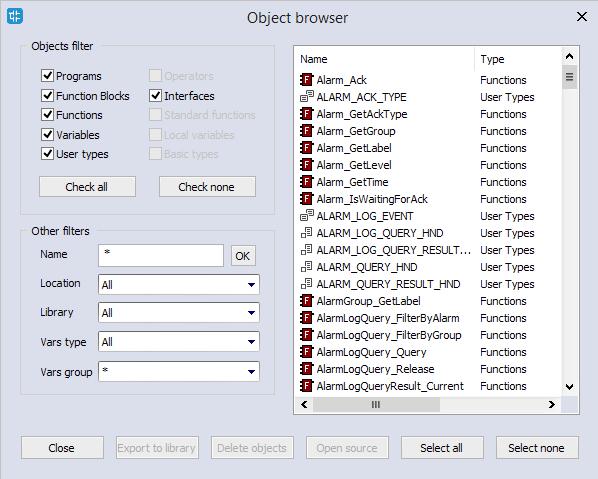 Object browser
Objects filter
Programs
Operators
Function Blocks
Interfaces
Functions
Standard functions
Variables
Local variables
User types
Basic types
Check all
Check none
Other filters
Name
*
OK
Location
All
Library
All
Vars type
All
Vars group
*
Name Type
Alarm_Ack Functions
ALARM_ACK_TYPE User Types
Alarm_GetAckType Functions
Alarm_GetGroup Functions
Alarm_GetLabel Functions
Alarm_GetLevel Functions
Alarm_GetTime Functions
Alarm_IsWaitingForAck Functions
ALARM_LOG_EVENT User Types
ALARM_LOG_QUERY_HND User Types
ALARM_LOG_QUERY_RESULT... User Types
ALARM_QUERY_HND User Types
ALARM_QUERY_RESULT_HND User Types
AlarmGroup_GetLabel Functions
AlarmLogQuery_FilterByAlarm Functions
AlarmLogQuery_FilterByGroup Functions
AlarmLogQuery_Query Functions
AlarmLogQuery_Release Functions
AlarmLogQueryResult_Current Functions
Close
Export to library
Delete objects
Open source
Select all
Select none